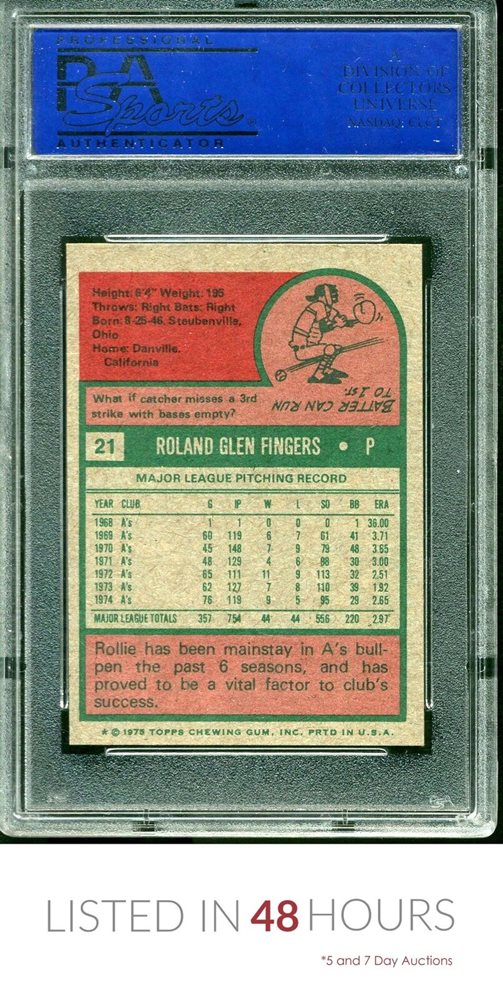 PROFESSIONAL
PSA
Sports®
AUTHENTICATOR
A
DIVISION OF
COLLECTORS
UNIVERSE
NASDAQ: CLCT
Height: 6'4" Weight: 195
Throws: Right Bats: Right
Born: 8-25-46, Steubenville,
Ohio
Home: Danville,
California
What if catcher misses a 3rd
strike with bases empty?
BATTER CAN RUN
TO 1ST.
21 ROLAND GLEN FINGERS • P
MAJOR LEAGUE PITCHING RECORD
YEAR CLUB G IP W L SO BB ERA
1968 A's 1 1 0 0 0 1 36.00
1969 A's 60 119 6 7 61 41 3.71
1970 A's 45 148 7 9 79 48 3.65
1971 A's 48 129 4 6 98 30 3.00
1972 A's 65 111 11 9 113 32 2.51
1973 A's 62 127 7 8 110 39 1.92
1974 A's 76 119 9 5 95 29 2.65
MAJOR LEAGUE TOTALS 357 754 44 44 556 220 2.97
Rollie has been mainstay in A's bull-
pen the past 6 seasons, and has
proved to be a vital factor to club's
success.
* © 1975 TOPPS CHEWING GUM, INC. PRTD IN U.S.A.
LISTED IN 48 HOURS
*5 and 7 Day Auctions